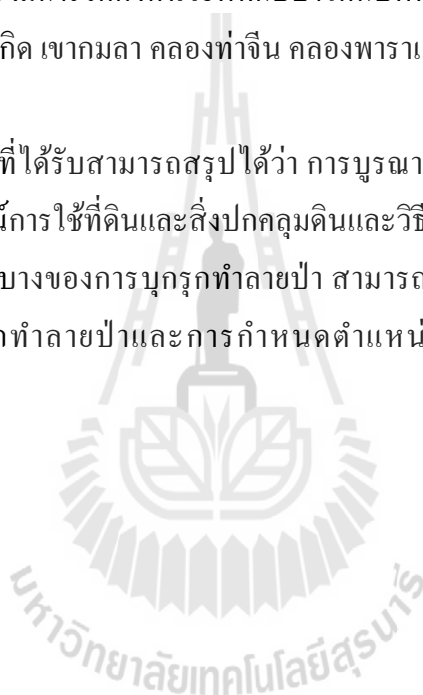 กิด เขากมลา คลองท่าจีน คลองพารา
ที่ได้รับสามารถสรุปได้ว่า การบูรณา
การใช้ที่ดินและสิ่งปกคลุมดินและวิธี
บางของการบุกรุกทำลายป่า สามารถ
ทำลายป่าและการกำหนดตำแหน่
มหาวิทยาลัยเทคโนโลยีสุรนารี